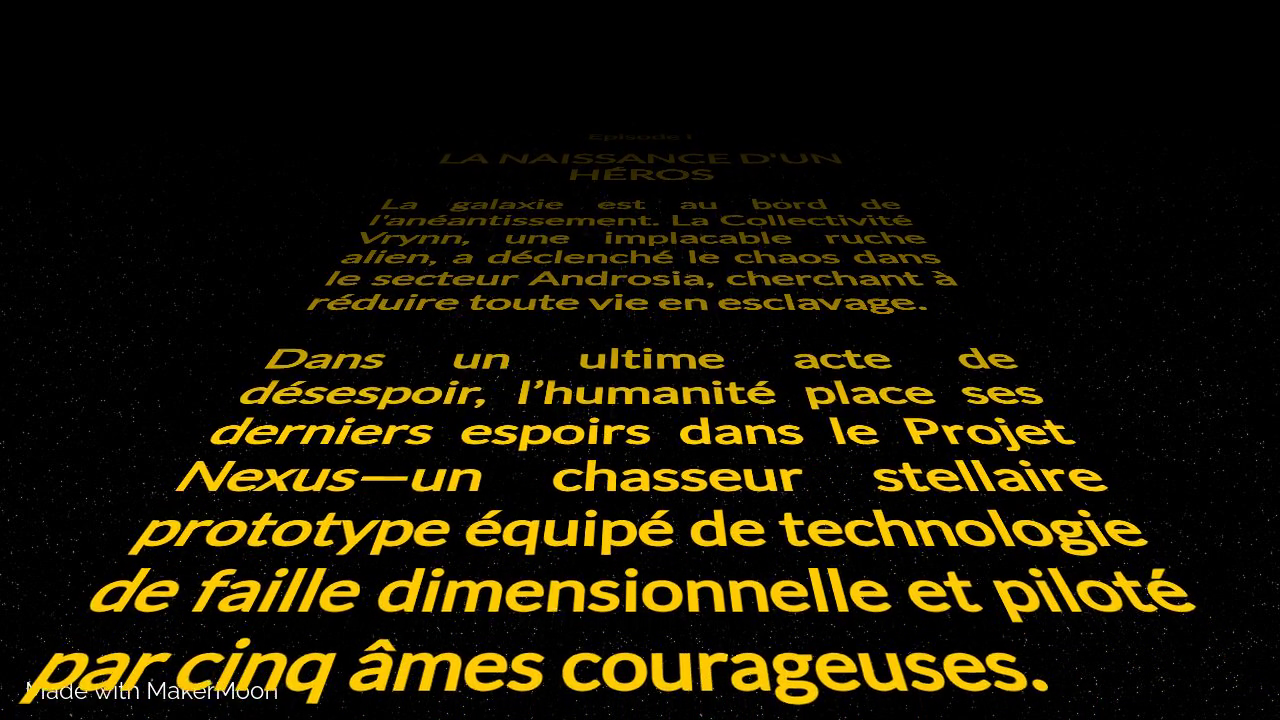 Episode I
LA NAISSANCE D'UN
HÉROS
La galaxie est au bord de
l'anéantissement. La Collectivité
Vrynn, une implacable ruche
alien, a déclenché le chaos dans
le secteur Androsia, cherchant à
réduire toute vie en esclavage.
Dans un ultime acte de
désespoir, l’humanité place ses
derniers espoirs dans le Projet
Nexus—un chasseur stellaire
prototype équipé de technologie
de faille dimensionnelle et piloté
par cinq âmes courageuses.
Made with MakerMoon